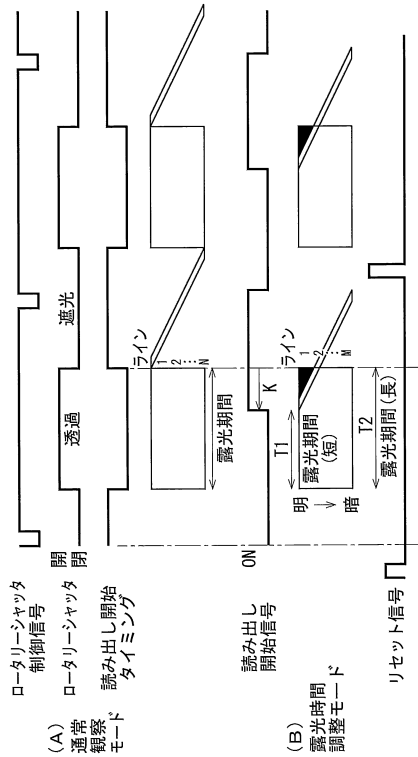 ロータリーシャッタ
制御信号
(A)
通常
観察
モード
ロータリーシャッタ
開
閉
透過
遮光
読み出し開始
タイミング
ライン
1
2
⋮
N
露光期間
読み出し
開始信号
ON
K
(B)
露光時間
調整モード
明
↓
暗
T1
露光期間
(短)
ライン
1
2
⋮
M
T2
露光期間(長)
リセット信号